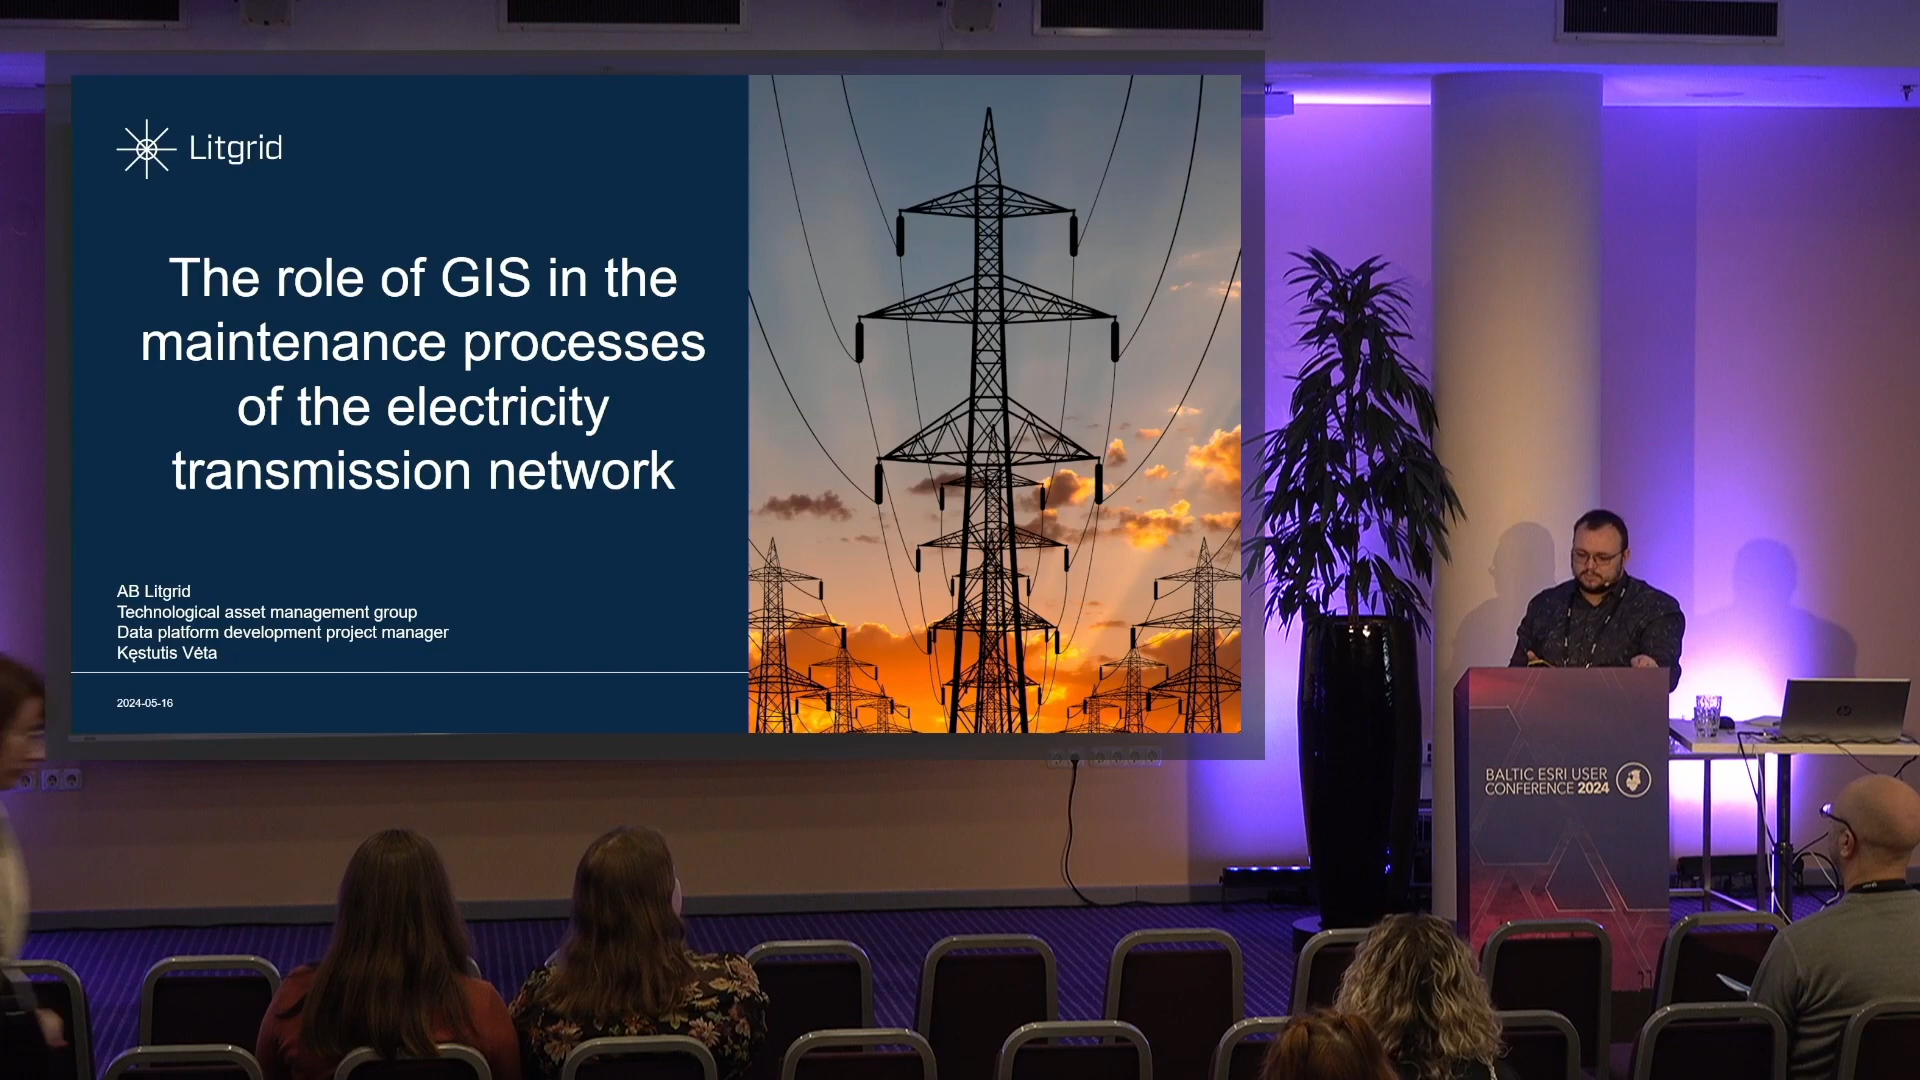 Litgrid
The role of GIS in the
maintenance processes
of the electricity
transmission network
AB Litgrid
Technological asset management group
Data platform development project manager
Kęstutis Vėta
2024-05-16
BALTIC ESRI USER
CONFERENCE 2024
hp